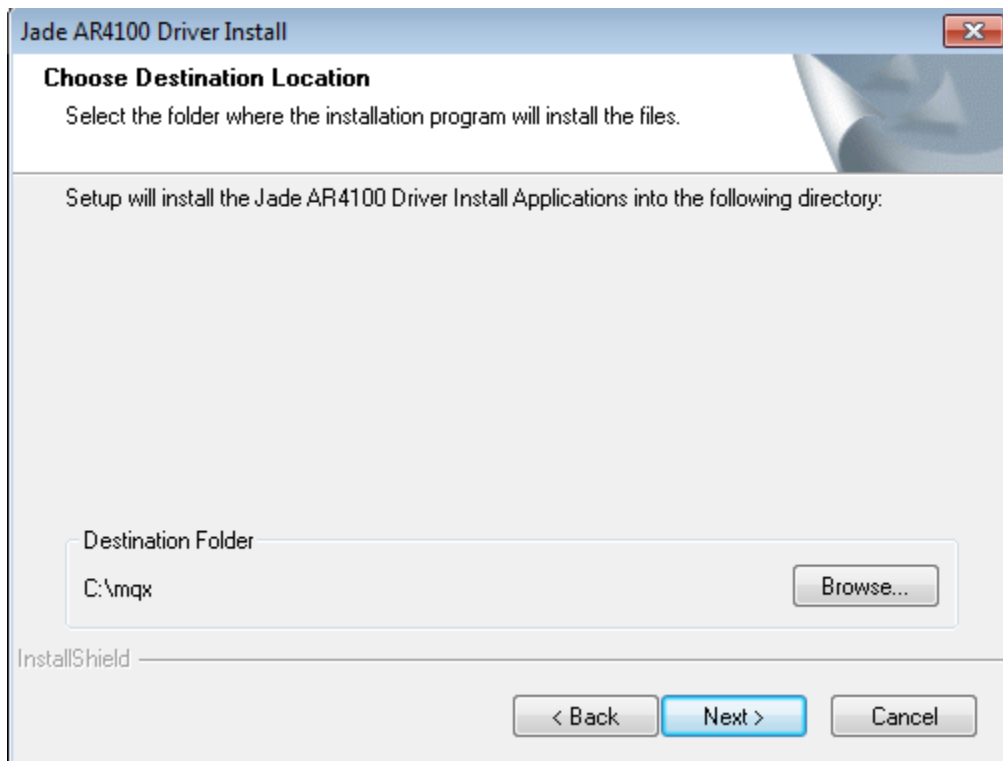 Jade AR4100 Driver Install
Choose Destination Location
Select the folder where the installation program will install the files.
Setup will install the Jade AR4100 Driver Install Applications into the following directory:
Destination Folder
C:\mqx
Browse...
InstallShield
< Back
Next >
Cancel